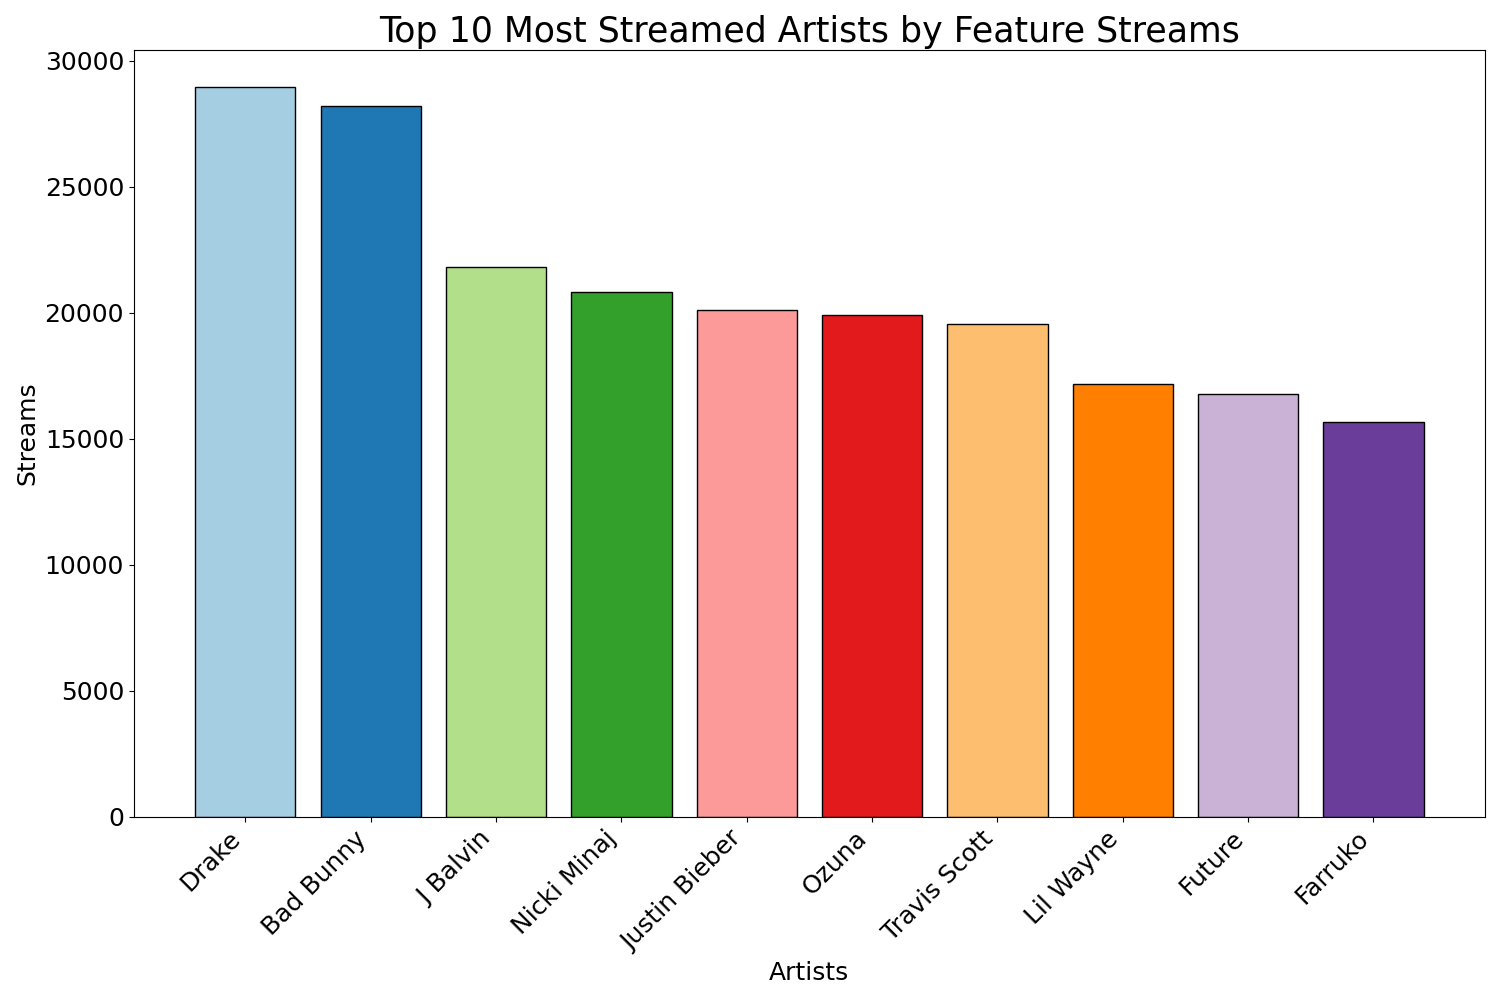 Top 10 Most Streamed Artists by Feature Streams
30000
25000
20000
15000
10000
5000
0
Streams
Drake
Bad Bunny
J Balvin
Nicki Minaj
Justin Bieber
Ozuna
Travis Scott
Lil Wayne
Future
Farruko
Artists